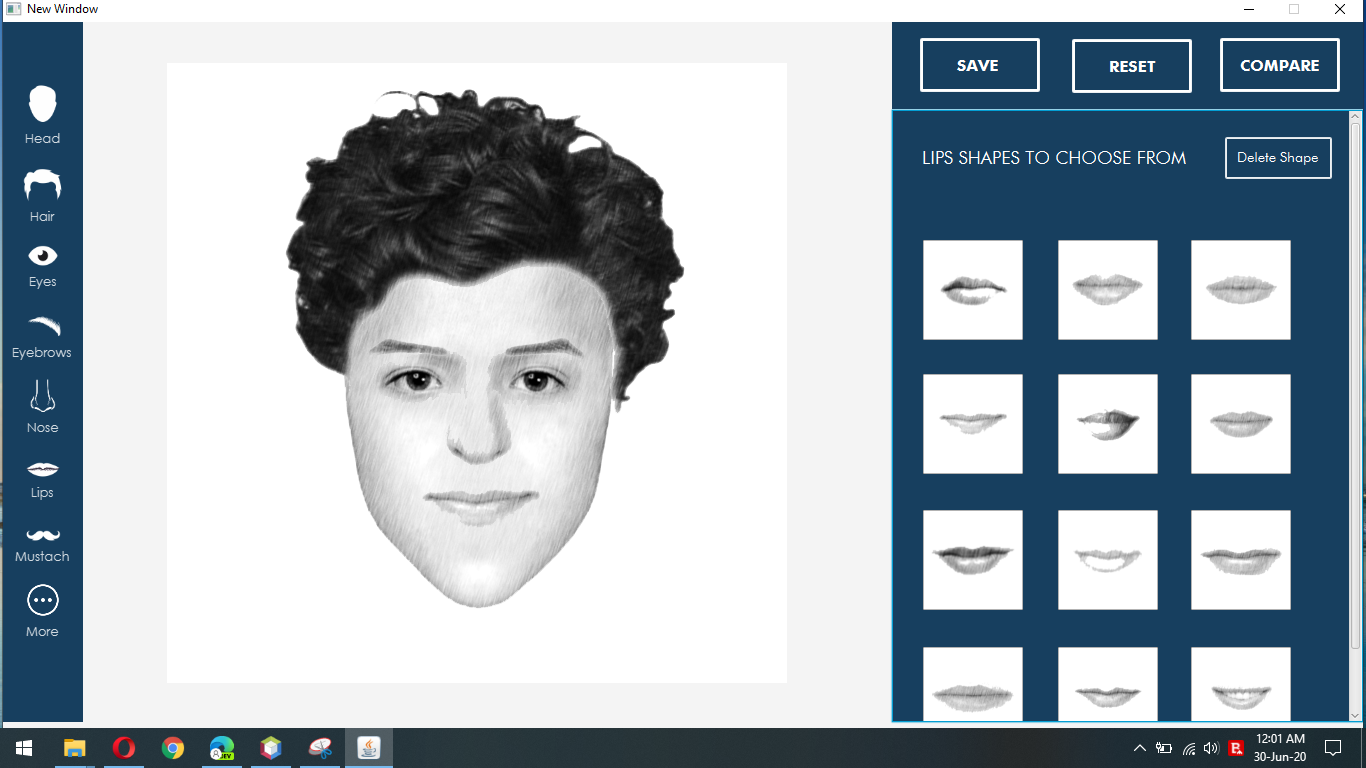 New Window
Head
Hair
Eyes
Eyebrows
Nose
Lips
Mustach
More
SAVE
RESET
COMPARE
LIPS SHAPES TO CHOOSE FROM
Delete Shape
JEY
12:01 AM
30-Jun-20